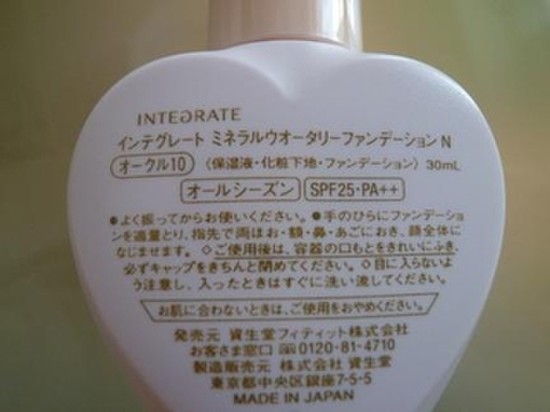 INTEGRATE
インテグレート ミネラルウオータリーファンデーション N
オークル10 〈保湿液・化粧下地・ファンデーション〉 30mL
オールシーズン SPF25・PA++
●よく振ってからお使いください。●手のひらにファンデーショ
ンを適量とり、指先で両ほお・額・鼻・あごにおき、顔全体に
なじませます。◇ご使用後は、容器の口もとをきれいにふき、
必ずキャップをきちんと閉めてください。◇目に入らないよ
う注意し、入ったときはすぐに洗い流してください。
お肌に合わないときは、ご使用をおやめください。
発売元 資生堂フィティット株式会社
お客さま窓口 0120-81-4710
製造販売元 株式会社 資生堂
東京都中央区銀座7-5-5
MADE IN JAPAN